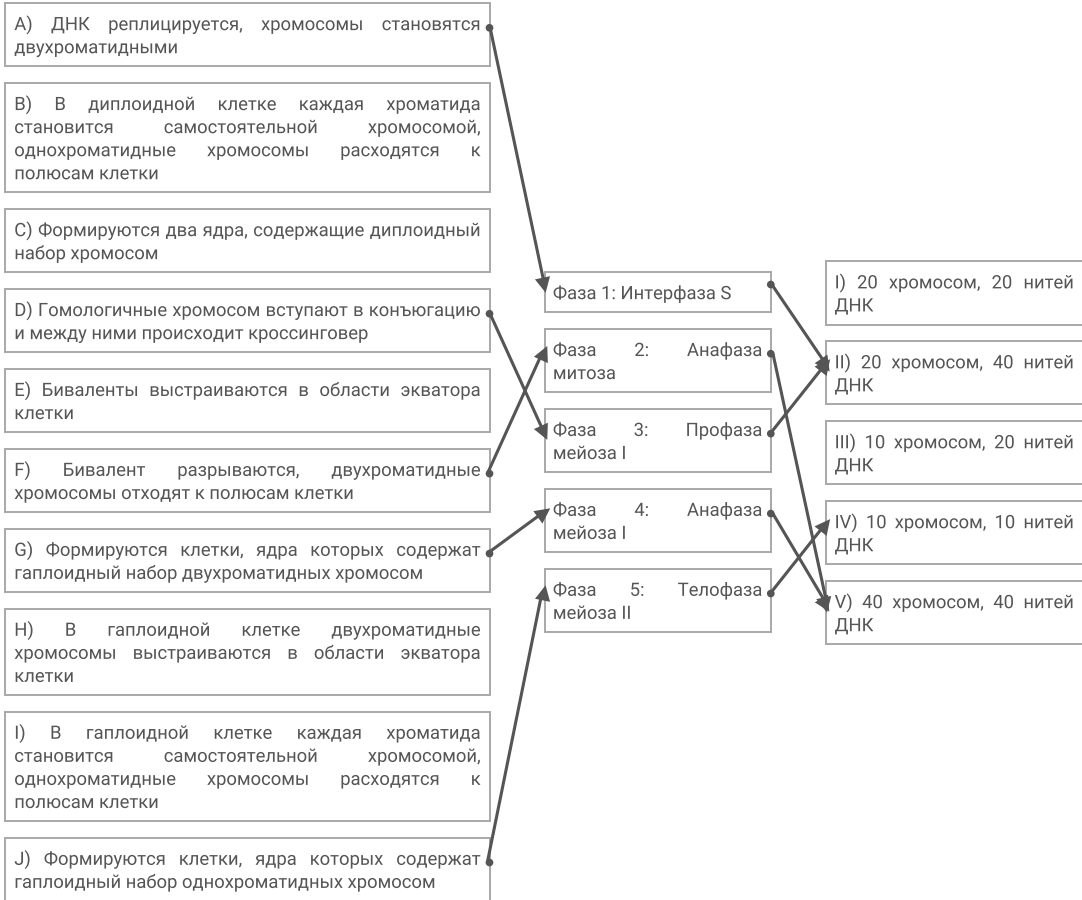 A) ДНК реплицируется, хромосомы становятся
двухроматидными
B) В диплоидной клетке каждая хроматида
становится самостоятельной хромосомой,
однохроматидные хромосомы расходятся к
полюсам клетки
C) Формируются два ядра, содержащие диплоидный
набор хромосом
D) Гомологичные хромосом вступают в конъюгацию
и между ними происходит кроссинговер
E) Биваленты выстраиваются в области экватора
клетки
F) Бивалент разрываются, двухроматидные
хромосомы отходят к полюсам клетки
G) Формируются клетки, ядра которых содержат
гаплоидный набор двухроматидных хромосом
H) В гаплоидной клетке двухроматидные
хромосомы выстраиваются в области экватора
клетки
I) В гаплоидной клетке каждая хроматида
становится самостоятельной хромосомой,
однохроматидные хромосомы расходятся к
полюсам клетки
J) Формируются клетки, ядра которых содержат
гаплоидный набор однохроматидных хромосом
Фаза 1: Интерфаза S
Фаза 2: Анафаза
митоза
Фаза 3: Профаза
мейоза I
Фаза 4: Анафаза
мейоза I
Фаза 5: Телофаза
мейоза II
I) 20 хромосом, 20 нитей
ДНК
II) 20 хромосом, 40 нитей
ДНК
III) 10 хромосом, 20 нитей
ДНК
IV) 10 хромосом, 10 нитей
ДНК
V) 40 хромосом, 40 нитей
ДНК